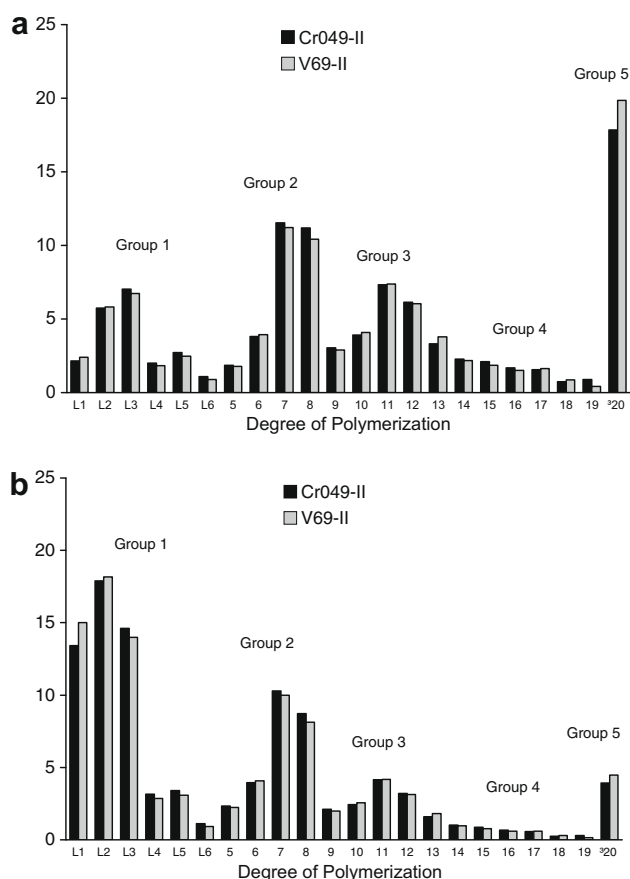 a
25
20
15
10
5
0
Cr049-II
V69-II
Group 1
Group 2
Group 3
Group 4
Group 5
L1 L2 L3 L4 L5 L6 5 6 7 8 9 10 11 12 13 14 15 16 17 18 19 ³20
Degree of Polymerization
b
25
20
15
10
5
0
Cr049-II
V69-II
Group 1
Group 2
Group 3
Group 4
Group 5
L1 L2 L3 L4 L5 L6 5 6 7 8 9 10 11 12 13 14 15 16 17 18 19 ³20
Degree of Polymerization